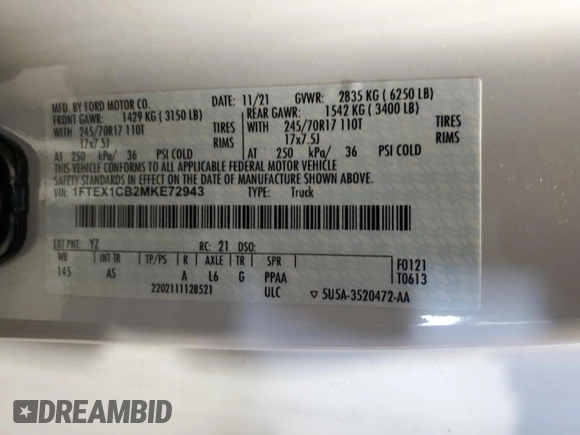 MFD. BY FORD MOTOR CO. DATE: 11/21 GVWR: 2835 KG ( 6250 LB)
FRONT GAWR: 1429 KG ( 3150 LB) REAR GAWR: 1542 KG ( 3400 LB)
WITH 245/70R17 110T TIRES WITH 245/70R17 110T TIRES
17x7.5J RIMS 17x7.5J RIMS
AT 250 kPa/ 36 PSI COLD AT 250 kPa/ 36 PSI COLD
THIS VEHICLE CONFORMS TO ALL APPLICABLE FEDERAL MOTOR VEHICLE
SAFETY STANDARDS IN EFFECT ON THE DATE OF MANUFACTURE SHOWN ABOVE.
VIN: 1FTEX1CB2MKE72943 TYPE: Truck
EXT PNT: YZ RC: 21 DSO:
WB INT TR TP/PS R AXLE TR SPR F0121
145 AS A L6 G PPAA T0613
2202111128521 ULC ▽ 5U5A-3520472-AA
DREAMBID